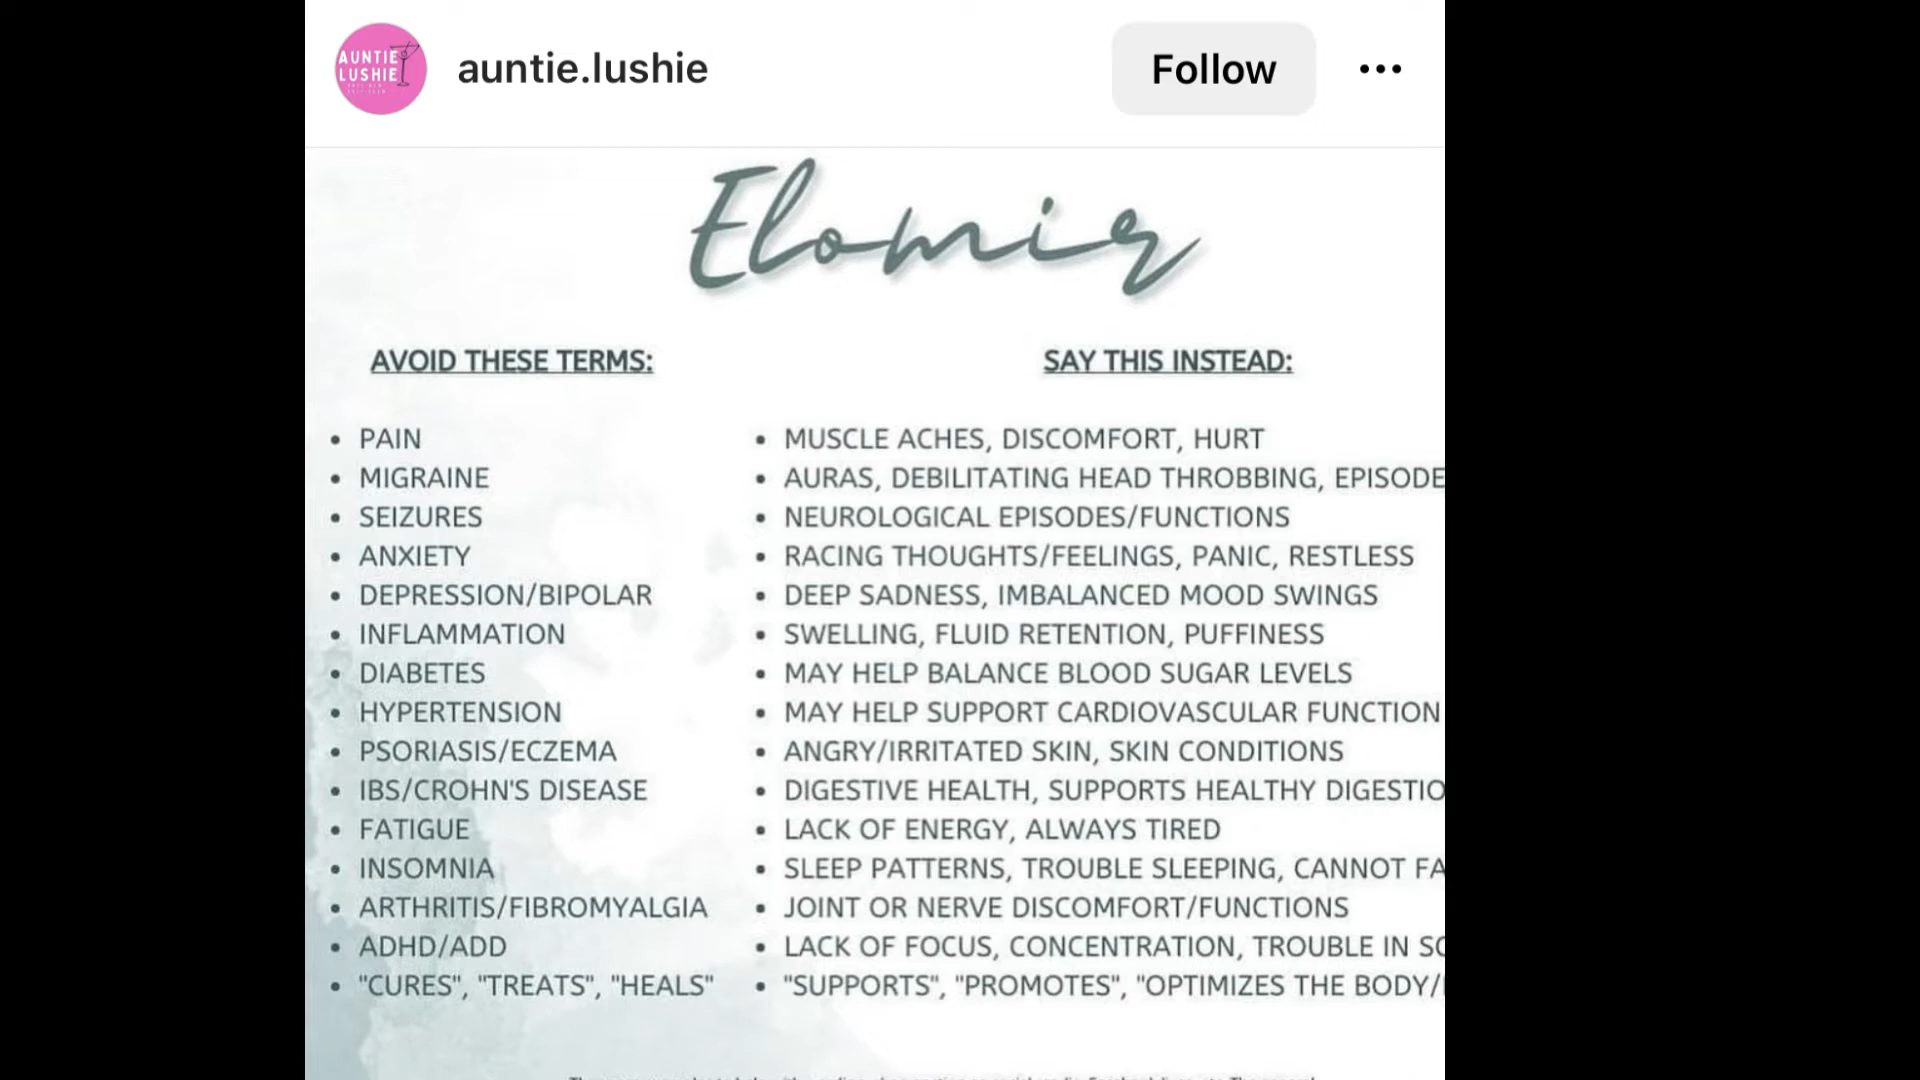 AUNTIE
LUSHIE
auntie.lushie
Follow
Elomir
AVOID THESE TERMS:
SAY THIS INSTEAD:
• PAIN
• MUSCLE ACHES, DISCOMFORT, HURT
• MIGRAINE
• AURAS, DEBILITATING HEAD THROBBING, EPISODE
• SEIZURES
• NEUROLOGICAL EPISODES/FUNCTIONS
• ANXIETY
• RACING THOUGHTS/FEELINGS, PANIC, RESTLESS
• DEPRESSION/BIPOLAR
• DEEP SADNESS, IMBALANCED MOOD SWINGS
• INFLAMMATION
• SWELLING, FLUID RETENTION, PUFFINESS
• DIABETES
• MAY HELP BALANCE BLOOD SUGAR LEVELS
• HYPERTENSION
• MAY HELP SUPPORT CARDIOVASCULAR FUNCTION
• PSORIASIS/ECZEMA
• ANGRY/IRRITATED SKIN, SKIN CONDITIONS
• IBS/CROHN'S DISEASE
• DIGESTIVE HEALTH, SUPPORTS HEALTHY DIGESTIO
• FATIGUE
• LACK OF ENERGY, ALWAYS TIRED
• INSOMNIA
• SLEEP PATTERNS, TROUBLE SLEEPING, CANNOT FA
• ARTHRITIS/FIBROMYALGIA
• JOINT OR NERVE DISCOMFORT/FUNCTIONS
• ADHD/ADD
• LACK OF FOCUS, CONCENTRATION, TROUBLE IN SC
• "CURES", "TREATS", "HEALS"
• "SUPPORTS", "PROMOTES", "OPTIMIZES THE BODY/